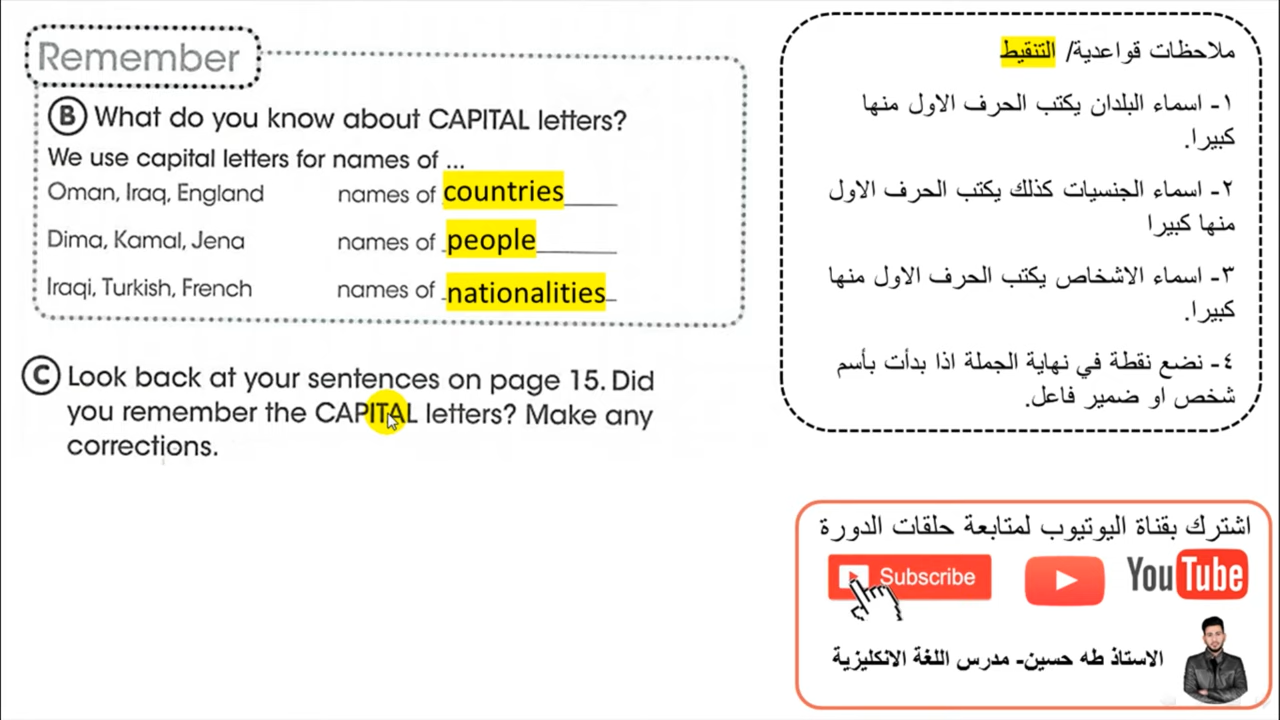 Remember
B What do you know about CAPITAL letters?
We use capital letters for names of ...
Oman, Iraq, England names of countries
Dima, Kamal, Jena names of people
Iraqi, Turkish, French names of nationalities
C Look back at your sentences on page 15. Did
you remember the CAPITAL letters? Make any
corrections.
ملاحظات قواعدية/ التنقيط
١- اسماء البلدان يكتب الحرف الاول منها
كبيرا.
٢- اسماء الجنسيات كذلك يكتب الحرف الاول
منها كبيرا
٣- اسماء الاشخاص يكتب الحرف الاول منها
كبيرا.
٤- نضع نقطة في نهاية الجملة اذا بدأت بأسم
شخص او ضمير فاعل.
اشترك بقناة اليوتيوب لمتابعة حلقات الدورة
Subscribe YouTube
الاستاذ طه حسين- مدرس اللغة الانكليزية